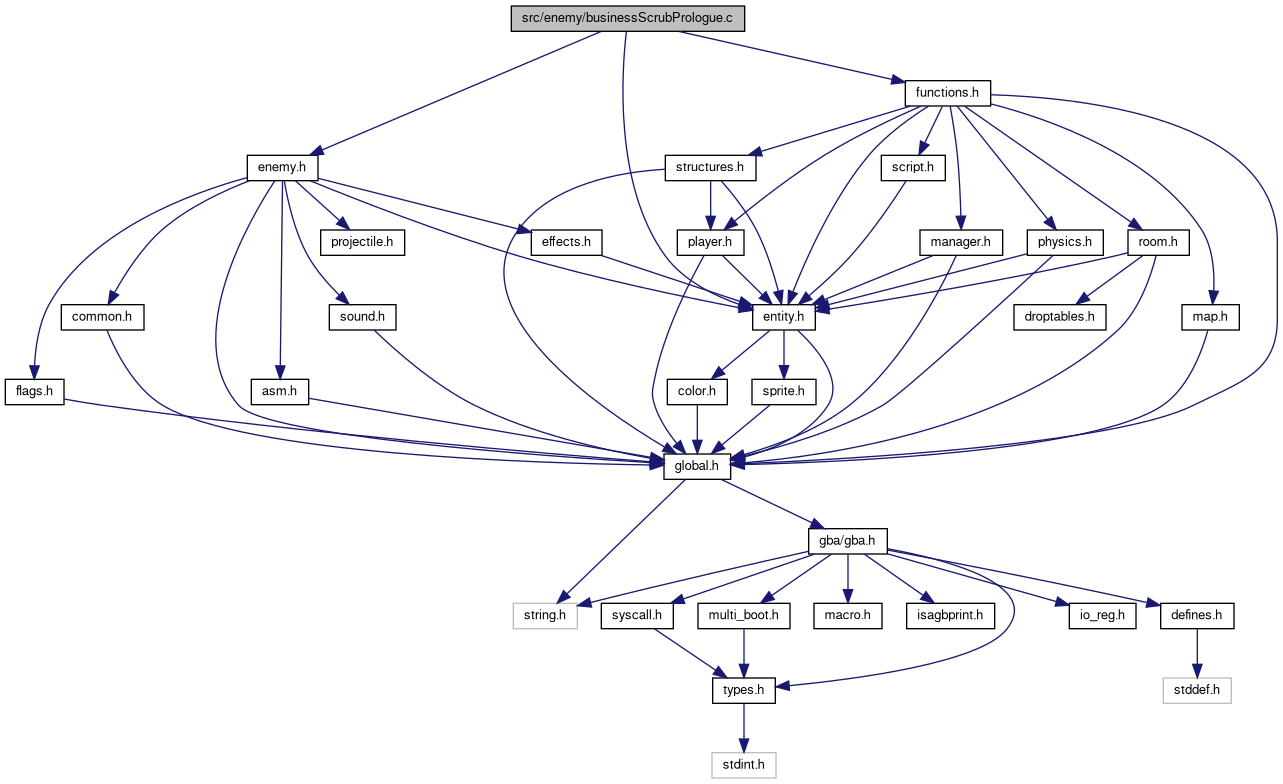 src/enemy/businessScrubPrologue.c
functions.h
enemy.h
structures.h
script.h
projectile.h
effects.h
player.h
manager.h
physics.h
room.h
common.h
sound.h
entity.h
droptables.h
map.h
flags.h
asm.h
color.h
sprite.h
global.h
gba/gba.h
string.h
syscall.h
multi_boot.h
macro.h
isagbprint.h
io_reg.h
defines.h
types.h
stddef.h
stdint.h